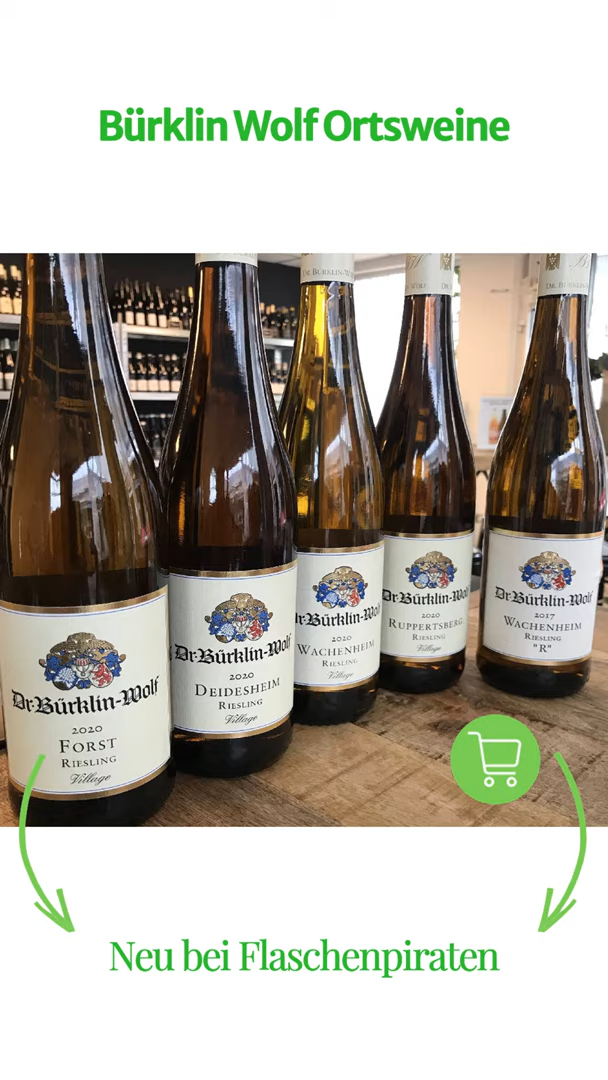 Bürklin Wolf Ortsweine
Dr. Bürklin-Wolf
2020
FORST
RIESLING
Village
Dr. Bürklin-Wolf
2020
DEIDESHEIM
RIESLING
Village
Dr. Bürklin-Wolf
2020
WACHENHEIM
RIESLING
Village
Dr. Bürklin-Wolf
2020
RUPPERTSBERG
RIESLING
Village
Dr. Bürklin-Wolf
2017
WACHENHEIM
RIESLING
"R"
Neu bei Flaschenpiraten